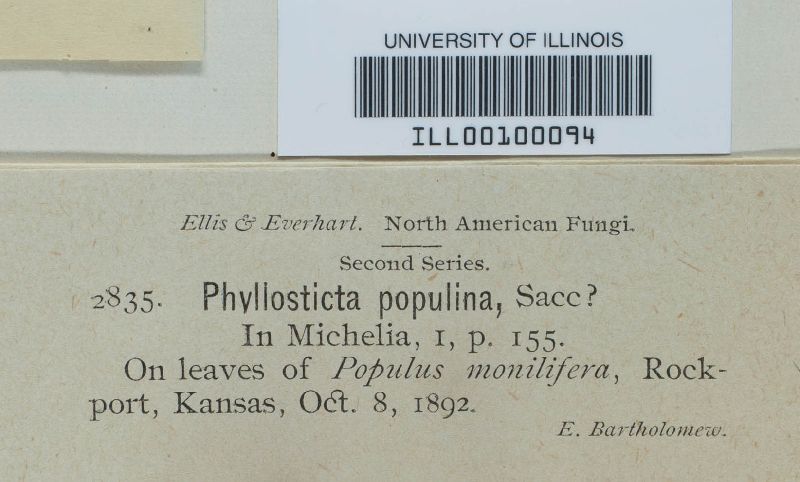 UNIVERSITY OF ILLINOIS
ILL00100094
Ellis & Everhart. North American Fungi.
Second Series.
2835. Phyllosticta populina, Sacc?
In Michelia, 1, p. 155.
On leaves of Populus monilifera, Rock-
port, Kansas, Oct. 8, 1892.
E. Bartholomew.